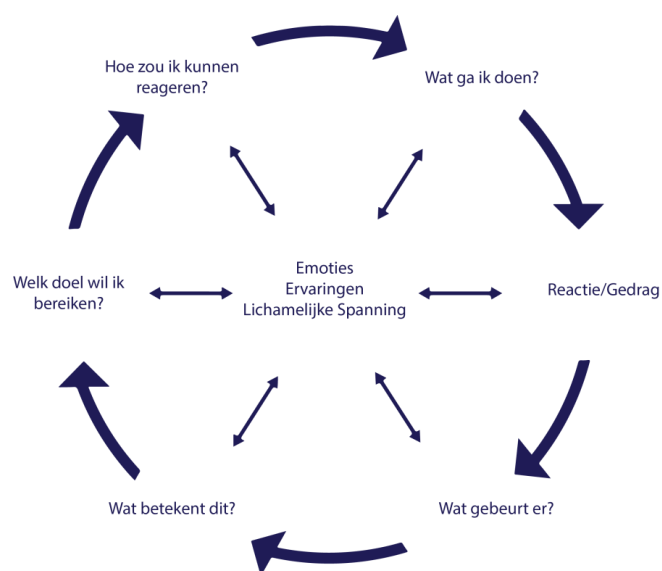 Hoe zou ik kunnen
reageren?
Wat ga ik doen?
Welk doel wil ik
bereiken?
Emoties
Ervaringen
Lichamelijke Spanning
Reactie/Gedrag
Wat betekent dit?
Wat gebeurt er?